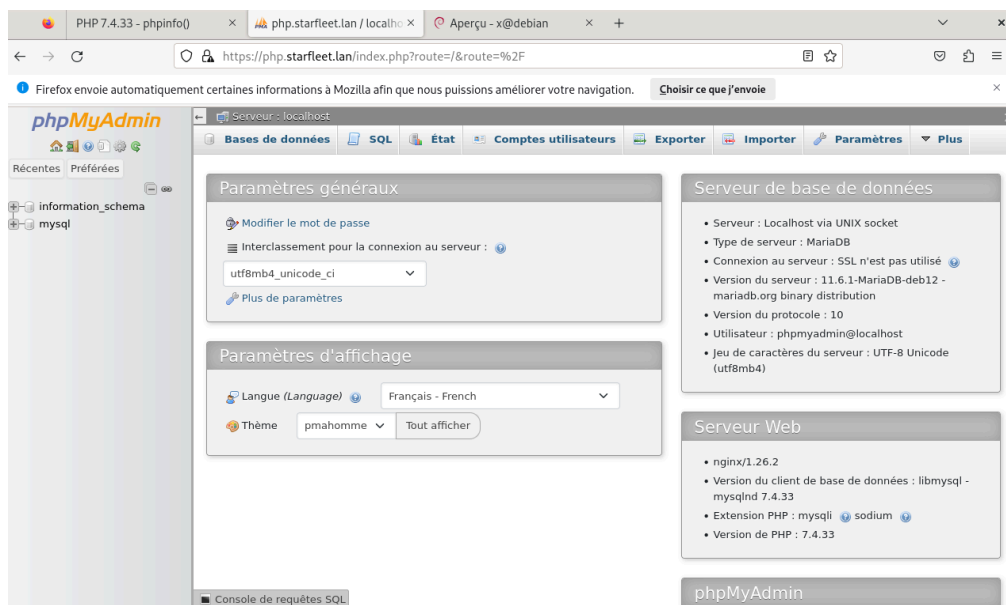 PHP 7.4.33 - phpinfo()
php.starfleet.lan / localho
Aperçu - x@debian
https://php.starfleet.lan/index.php?route=/&route=%2F
Firefox envoie automatiquement certaines informations à Mozilla afin que nous puissions améliorer votre navigation.
Choisir ce que j'envoie
phpMyAdmin
Récentes
Préférées
information_schema
mysql
Serveur : localhost
Bases de données
SQL
État
Comptes utilisateurs
Exporter
Importer
Paramètres
Plus
Paramètres généraux
Modifier le mot de passe
Interclassement pour la connexion au serveur :
utf8mb4_unicode_ci
Plus de paramètres
Paramètres d'affichage
Langue (Language)
Français - French
Thème
pmahomme
Tout afficher
Serveur de base de données
• Serveur : Localhost via UNIX socket
• Type de serveur : MariaDB
• Connexion au serveur : SSL n'est pas utilisé
• Version du serveur : 11.6.1-MariaDB-deb12 -
mariadb.org binary distribution
• Version du protocole : 10
• Utilisateur : phpmyadmin@localhost
• Jeu de caractères du serveur : UTF-8 Unicode
(utf8mb4)
Serveur Web
• nginx/1.26.2
• Version du client de base de données : libmysql -
mysqlnd 7.4.33
• Extension PHP : mysqli sodium
• Version de PHP : 7.4.33
phpMyAdmin
Console de requêtes SQL